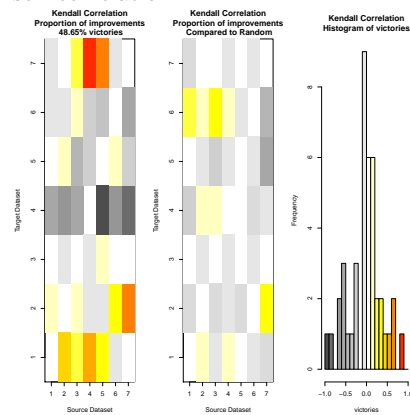 Kendall Correlation
Proportion of improvements
48.65% victories
7
6
5
4
3
2
1
Target Dataset
1 2 3 4 5 6 7
Source Dataset
Kendall Correlation
Proportion of improvements
Compared to Random
7
6
5
4
3
2
1
Target Dataset
1 2 3 4 5 6 7
Source Dataset
Kendall Correlation
Histogram of victories
8
6
4
2
0
Frequency
−1.0 −0.5 0.0 0.5 1.0
victories